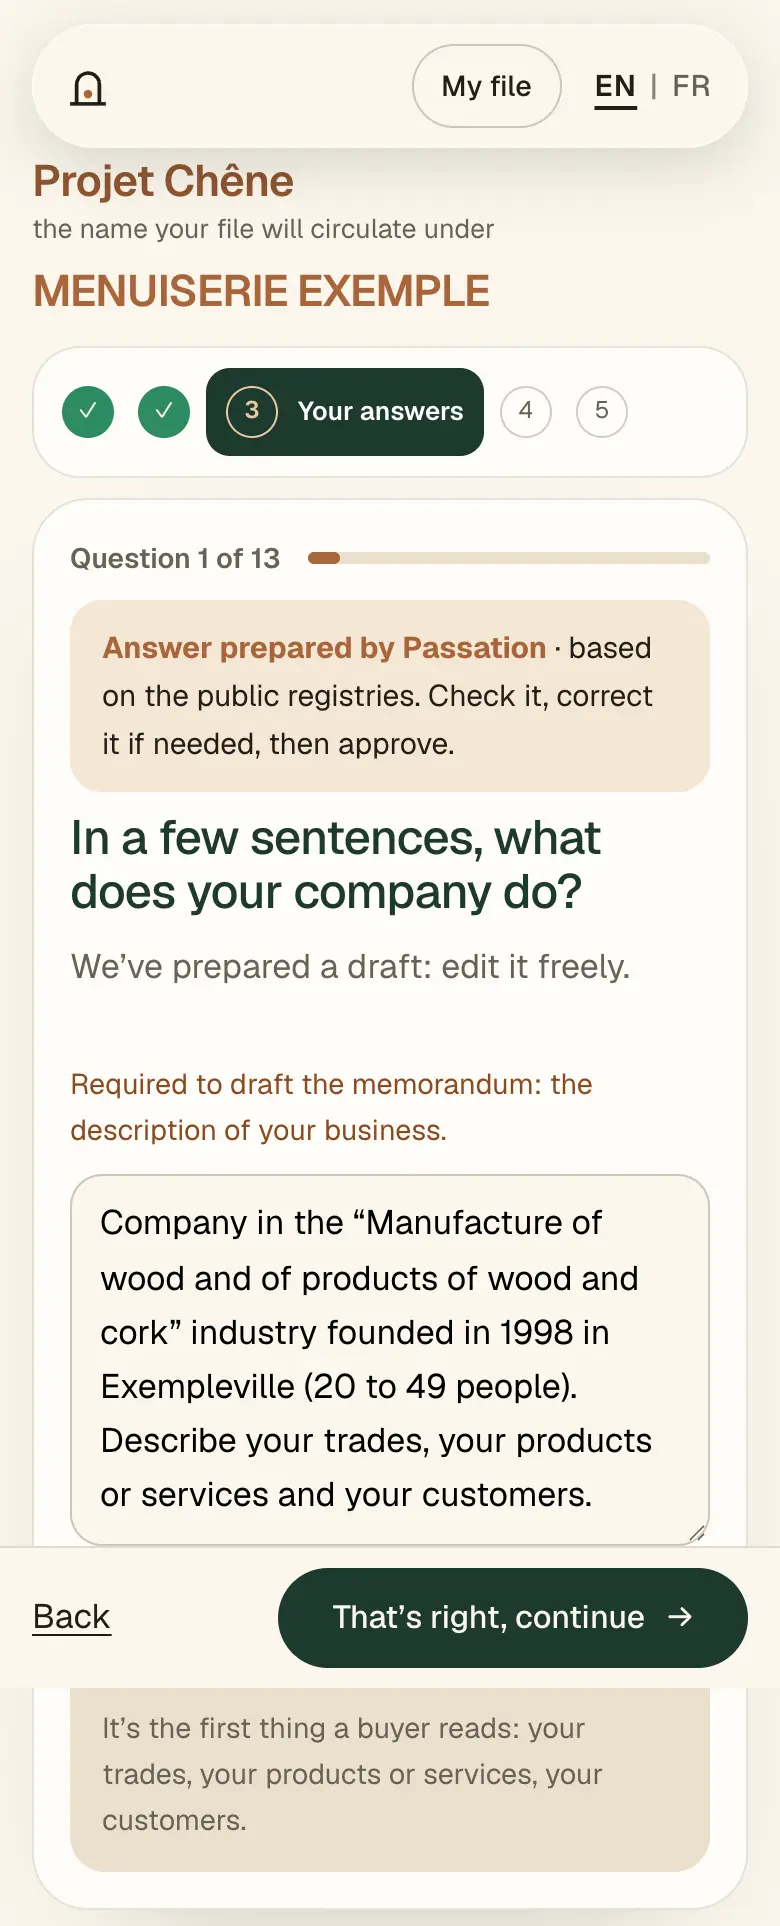 My file
EN | FR
Projet Chêne
the name your file will circulate under
MENUISERIE EXEMPLE
3 Your answers 4 5
Question 1 of 13
Answer prepared by Passation · based
on the public registries. Check it, correct
it if needed, then approve.
In a few sentences, what
does your company do?
We’ve prepared a draft: edit it freely.
Required to draft the memorandum: the
description of your business.
Company in the “Manufacture of
wood and of products of wood and
cork” industry founded in 1998 in
Exempleville (20 to 49 people).
Describe your trades, your products
or services and your customers.
Back
That’s right, continue →
It’s the first thing a buyer reads: your
trades, your products or services, your
customers.